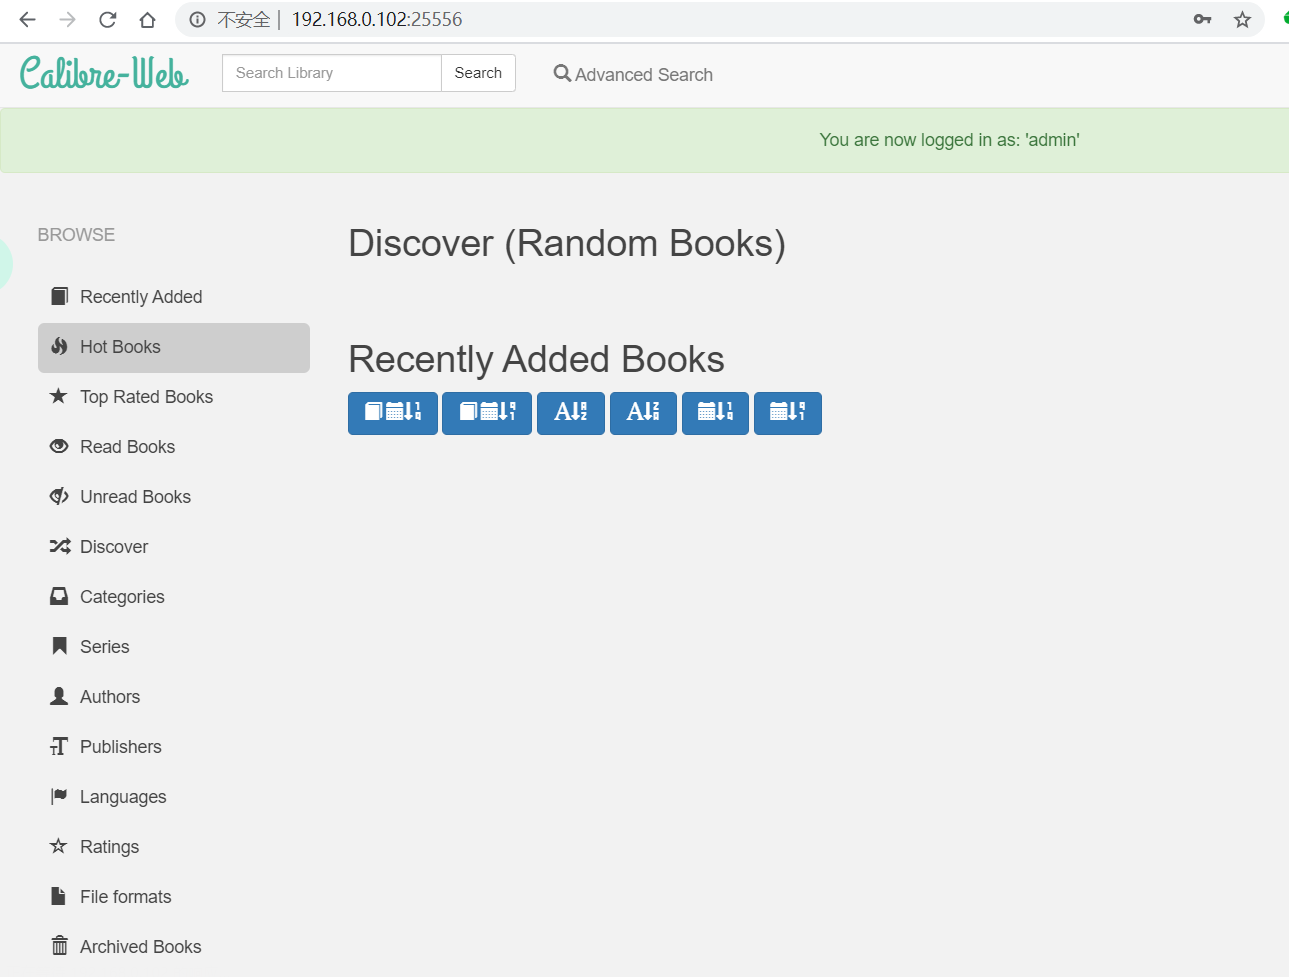 不安全 | 192.168.0.102:25556
Calibre-Web
Search Library
Search
Advanced Search
You are now logged in as: 'admin'
BROWSE
Recently Added
Hot Books
Top Rated Books
Read Books
Unread Books
Discover
Categories
Series
Authors
Publishers
Languages
Ratings
File formats
Archived Books
Discover (Random Books)
Recently Added Books